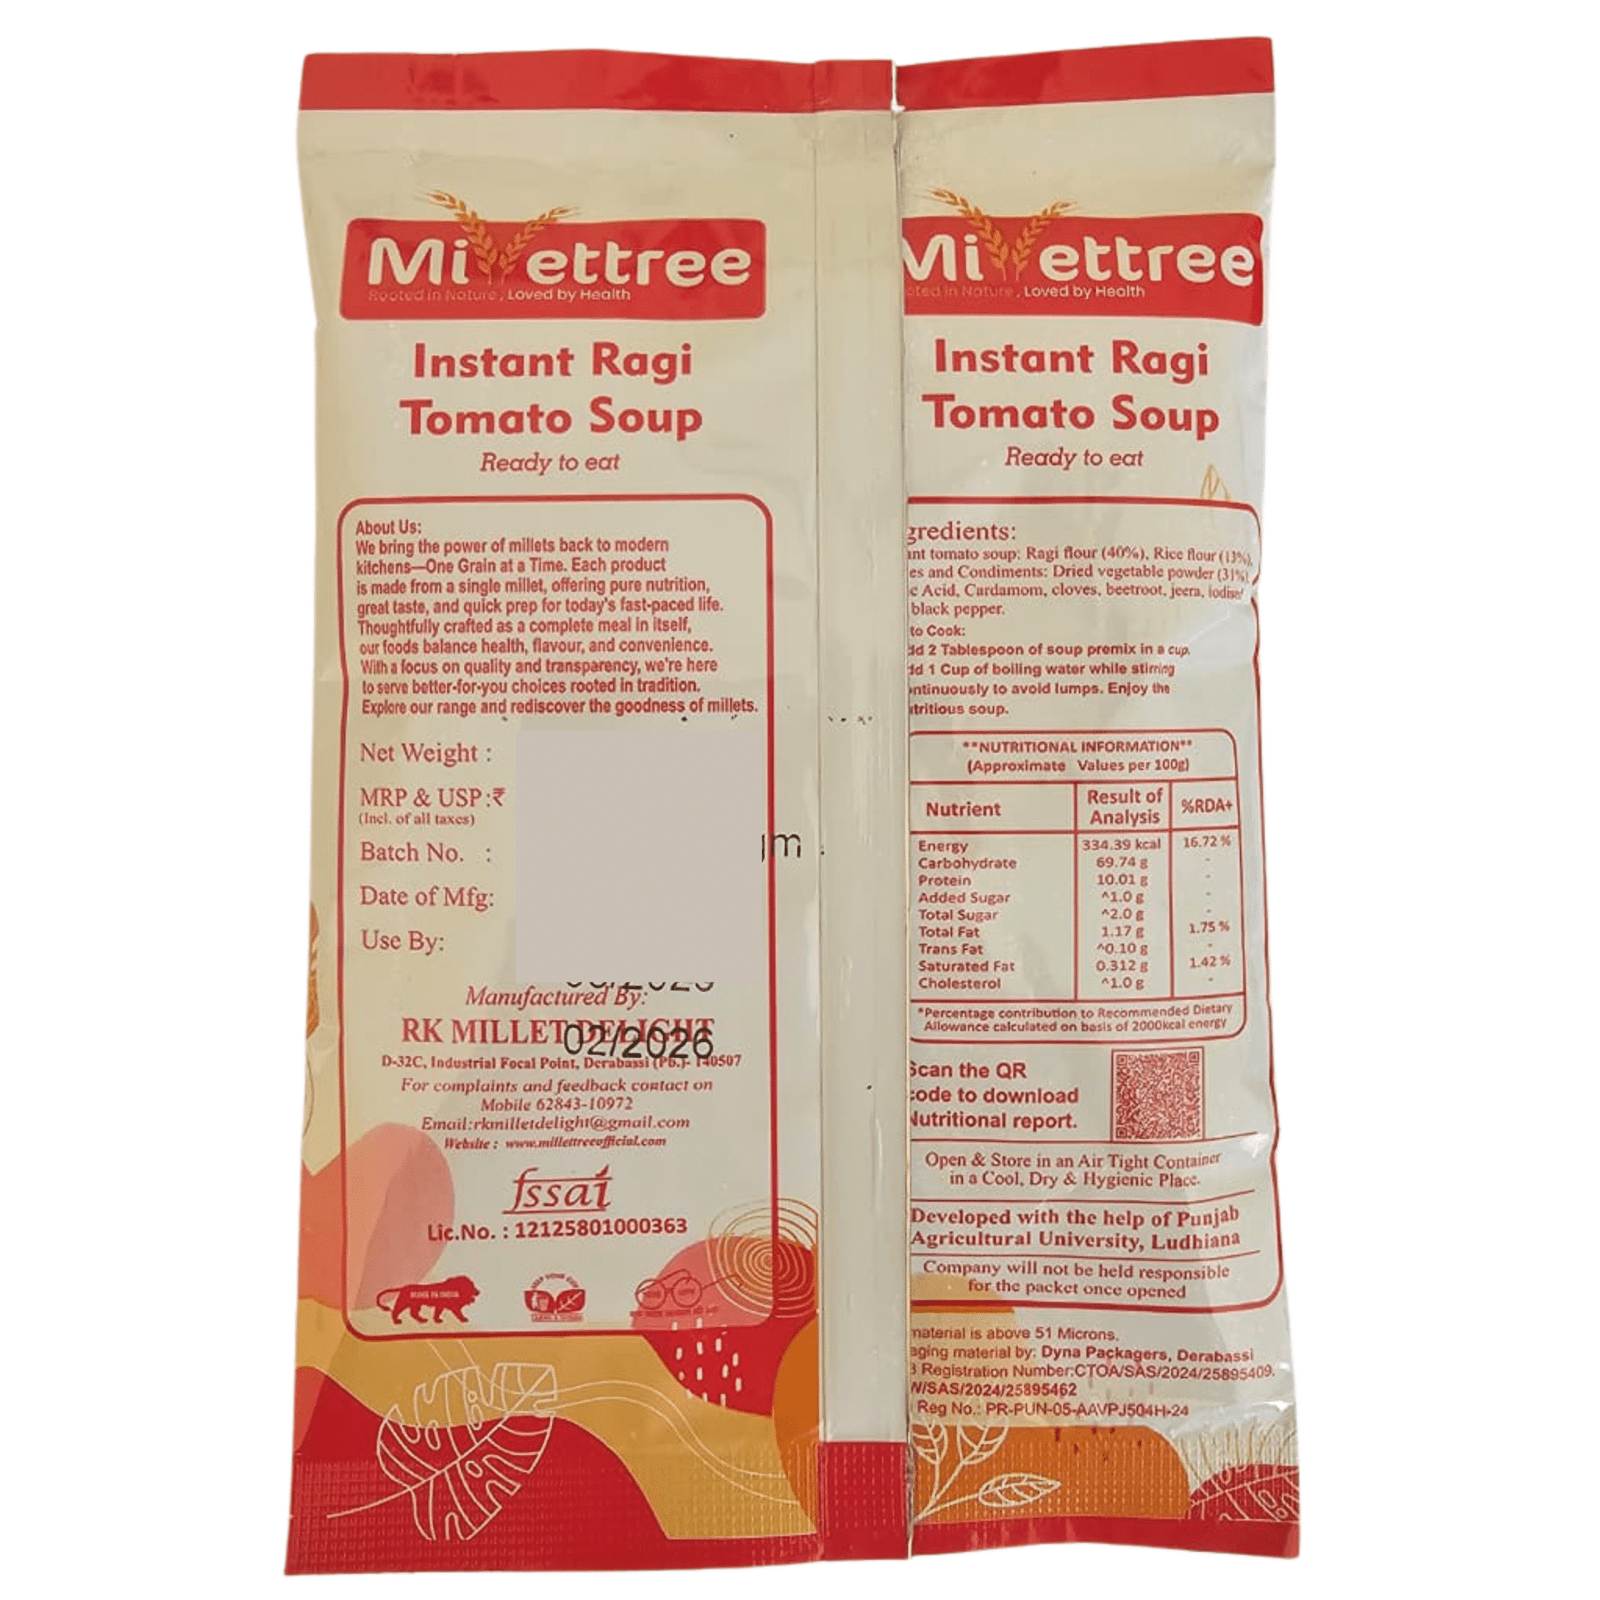 Millettree
Rooted in Nature, Loved by Health
Instant Ragi
Tomato Soup
Ready to eat
About Us:
We bring the power of millets back to modern
kitchens—One Grain at a Time. Each product
is made from a single millet, offering pure nutrition,
great taste, and quick prep for today's fast-paced life.
Thoughtfully crafted as a complete meal in itself,
our foods balance health, flavour, and convenience.
With a focus on quality and transparency, we're here
to serve better-for-you choices rooted in tradition.
Explore our range and rediscover the goodness of millets.
Net Weight :
MRP & USP :₹
(Incl. of all taxes)
Batch No. :
Date of Mfg:
Use By:
Manufactured By:
RK MILLET DELIGHT
02/2026
D-32C, Industrial Focal Point, Derabassi (Pb.)- 140507
For complaints and feedback contact on
Mobile 62843-10972
Email:rkmilletdelight@gmail.com
Website : www.millettreeofficial.com
fssai
Lic.No. : 12125801000363
MADE IN INDIA
Millettree
oted in Nature, Loved by Health
Instant Ragi
Tomato Soup
Ready to eat
gredients:
ant tomato soup: Ragi flour (40%), Rice flour (13%),
es and Condiments: Dried vegetable powder (31%)
c Acid, Cardamom, cloves, beetroot, jeera, Iodised
black pepper.
to Cook:
dd 2 Tablespoon of soup premix in a cup.
dd 1 Cup of boiling water while stirring
ontinuously to avoid lumps. Enjoy the
utritious soup.
**NUTRITIONAL INFORMATION**
(Approximate Values per 100g)
Nutrient Result of Analysis %RDA+
Energy 334.39 kcal 16.72 %
Carbohydrate 69.74 g -
Protein 10.01 g -
Added Sugar ^1.0 g -
Total Sugar ^2.0 g -
Total Fat 1.17 g 1.75 %
Trans Fat ^0.10 g -
Saturated Fat 0.312 g 1.42 %
Cholesterol ^1.0 g -
*Percentage contribution to Recommended Dietary
Allowance calculated on basis of 2000kcal energy
Scan the QR
code to download
Nutritional report.
Open & Store in an Air Tight Container
in a Cool, Dry & Hygienic Place.
Developed with the help of Punjab
Agricultural University, Ludhiana
Company will not be held responsible
for the packet once opened
material is above 51 Microns.
aging material by: Dyna Packagers, Derabassi
Registration Number:CTOA/SAS/2024/25895409.
W/SAS/2024/25895462
Reg No.: PR-PUN-05-AAVPJ504H-24